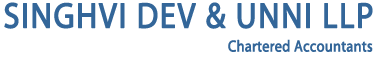 SINGHVI DEV & UNNI LLP
Chartered Accountants